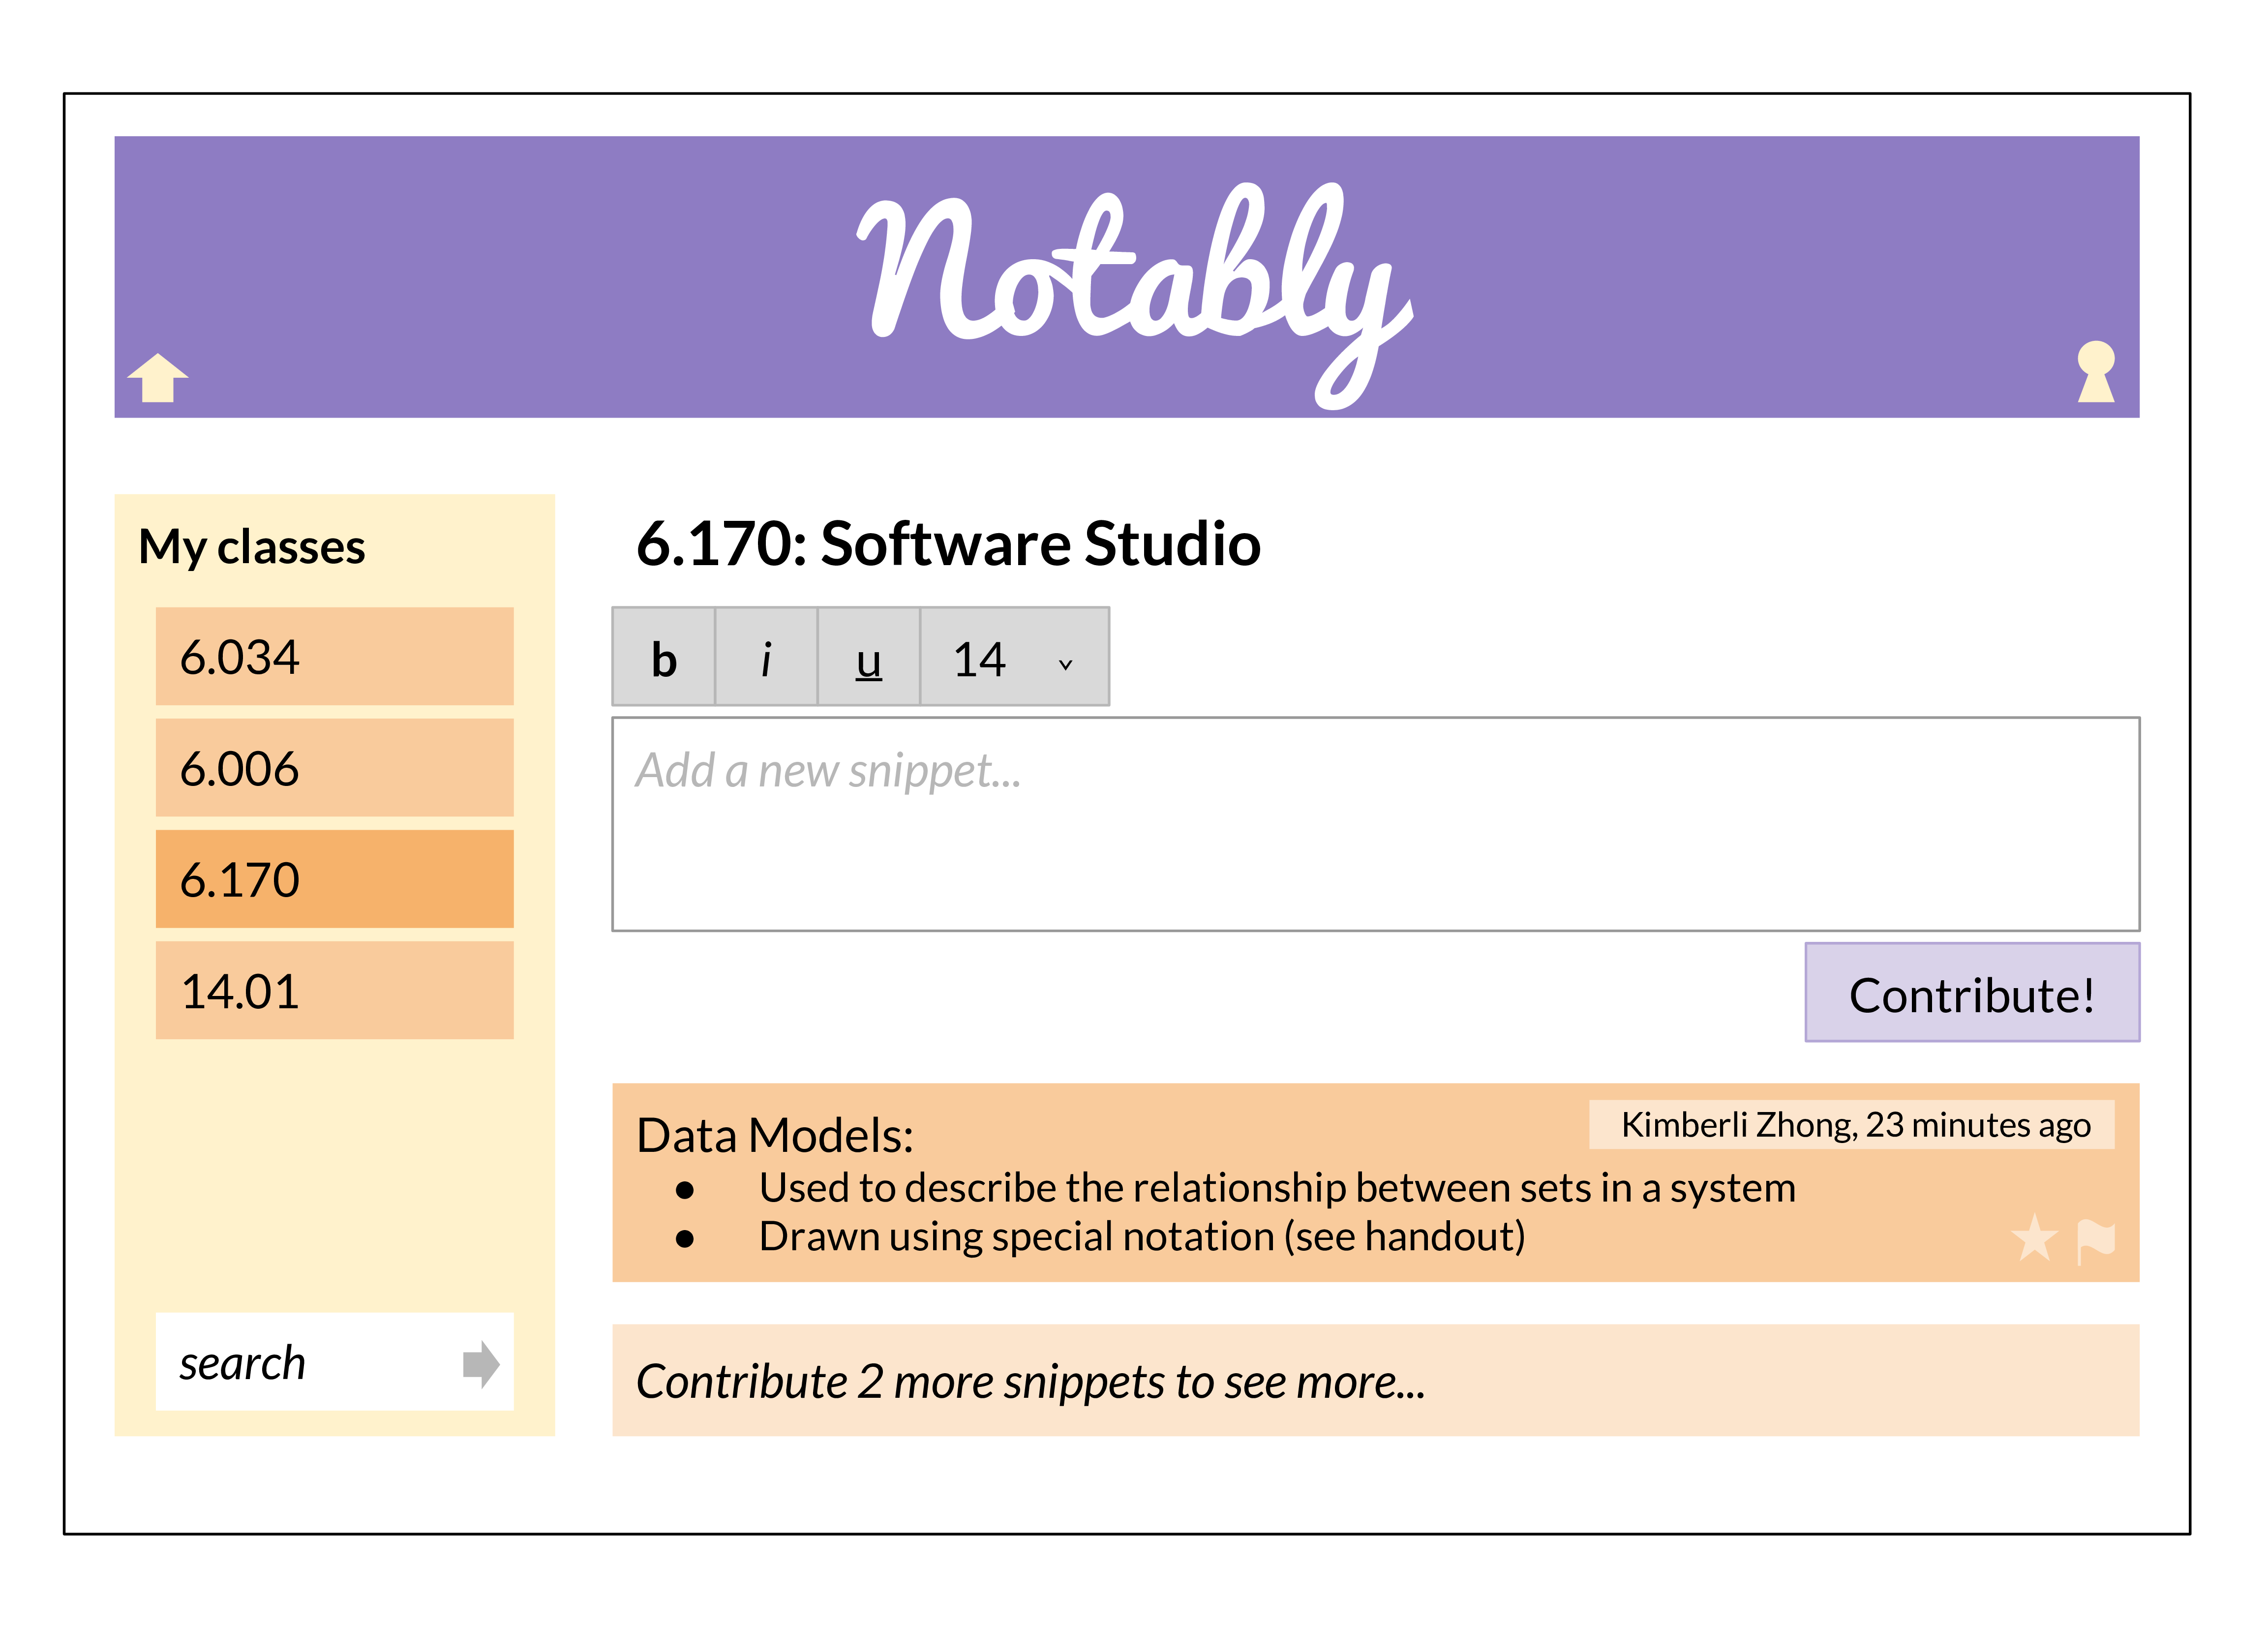 Notably
My classes
6.034
6.006
6.170
14.01
search
6.170: Software Studio
b i u 14
Add a new snippet...
Contribute!
Data Models:
Kimberli Zhong, 23 minutes ago
● Used to describe the relationship between sets in a system
● Drawn using special notation (see handout)
Contribute 2 more snippets to see more...